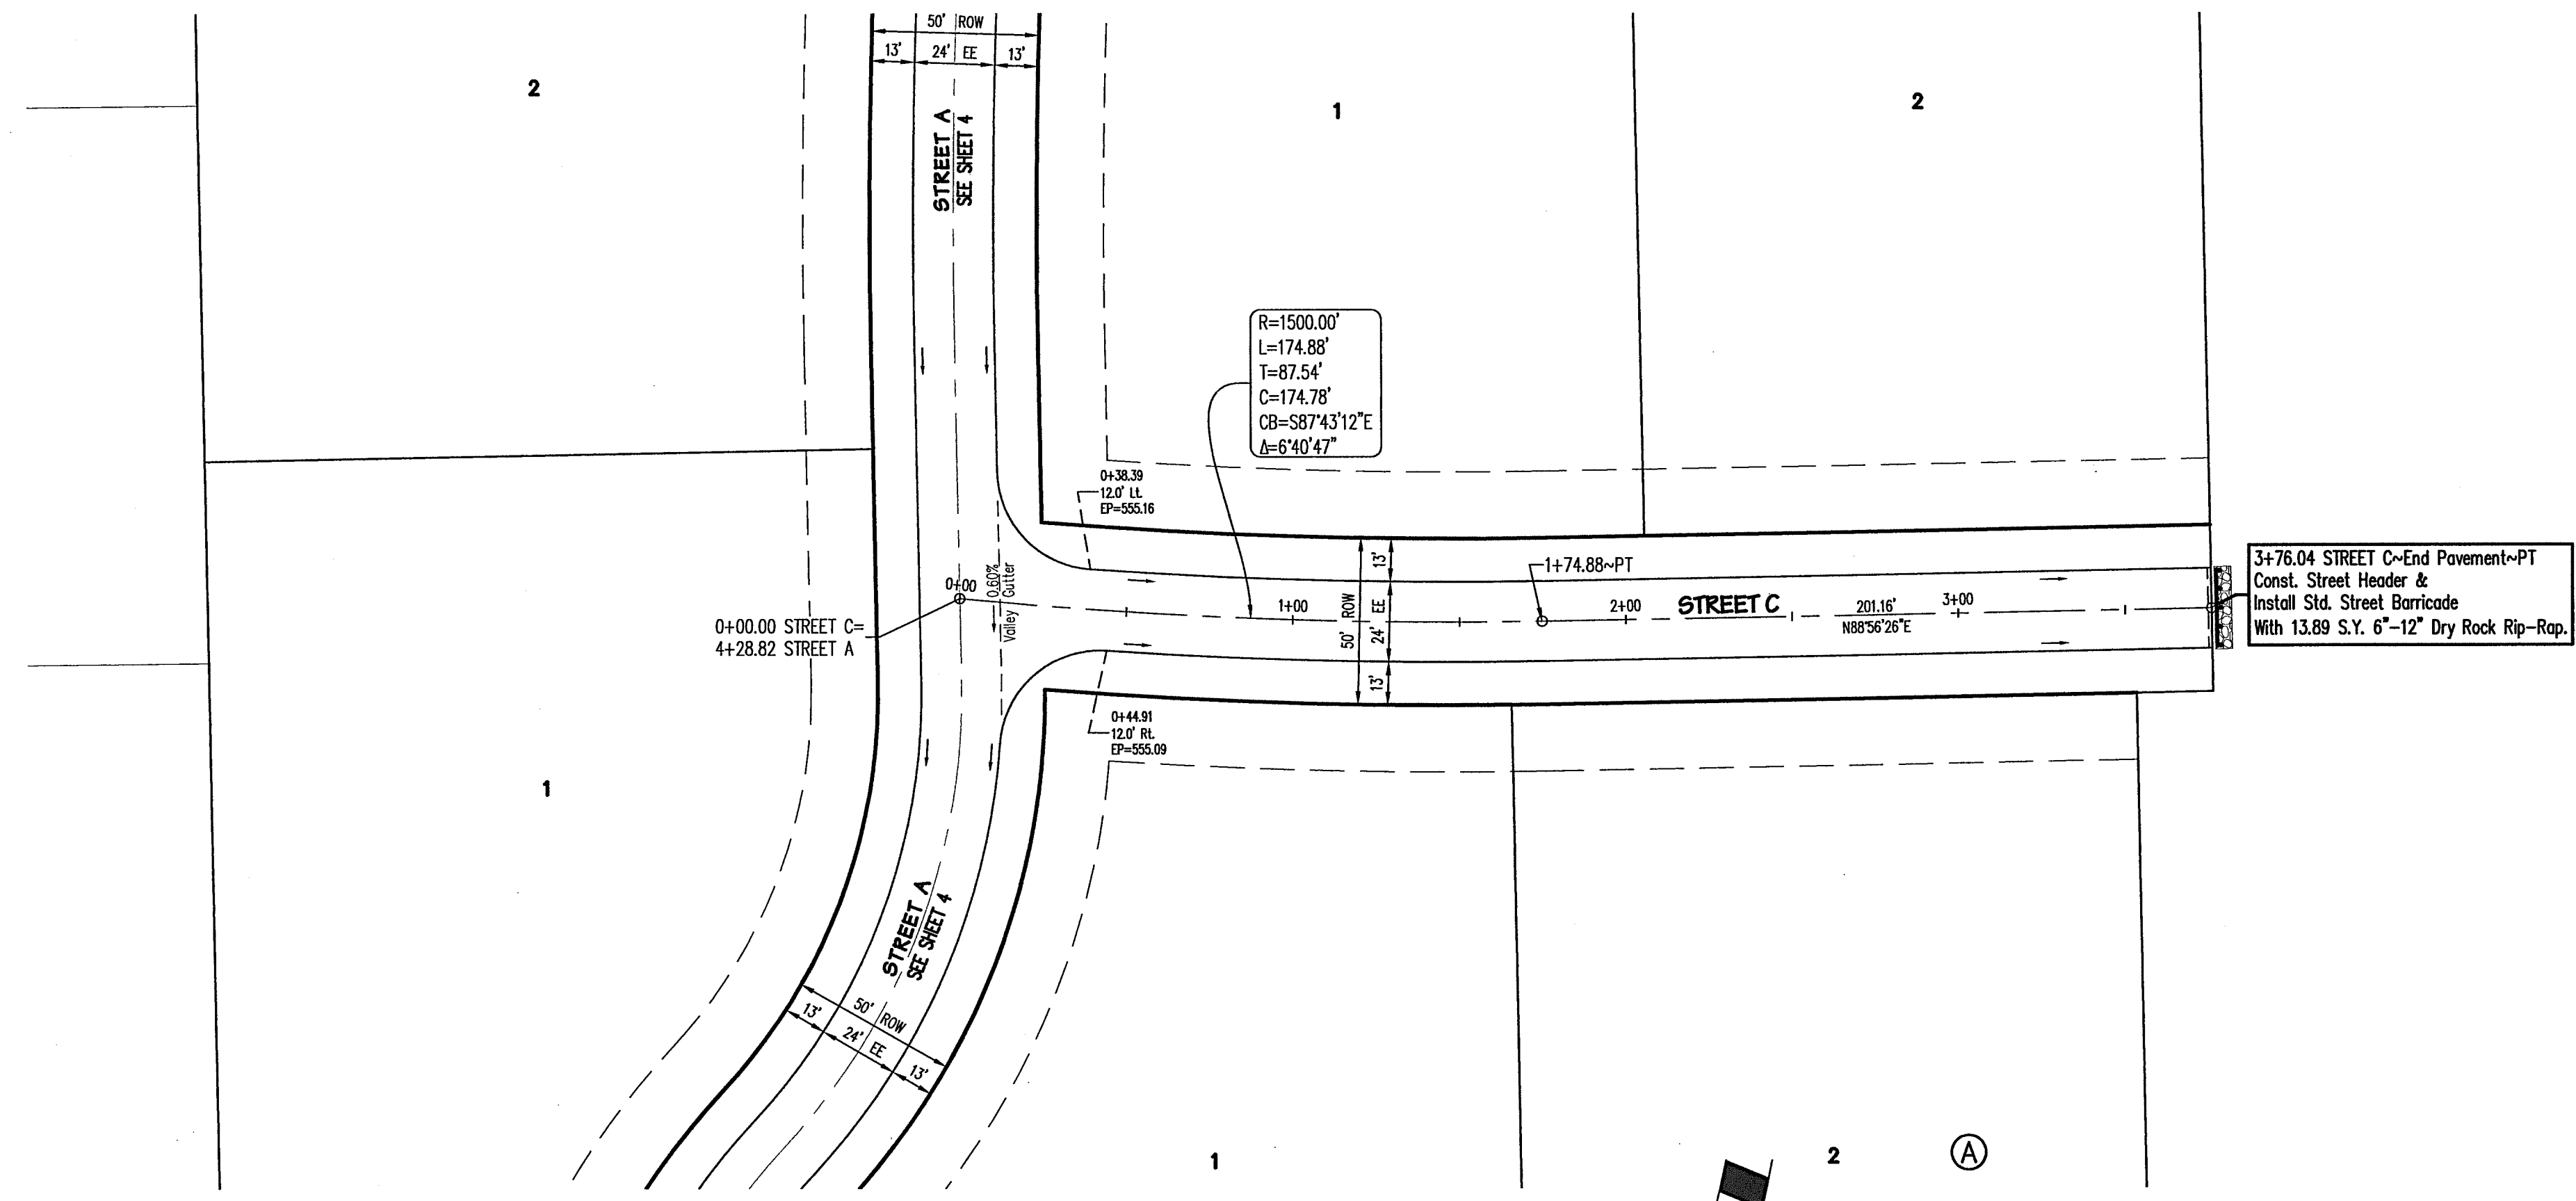 50' ROW
13' 24' EE 13'
2
1
2
STREET A
SEE SHEET 4
R=1500.00'
L=174.88'
T=87.54'
C=174.78'
CB=S87°43'12"E
Δ=6°40'47"
0+38.39
12.0' Lt.
EP=555.16
0+00
0.60%
Valley Gutter
0+00.00 STREET C=
4+28.82 STREET A
1+00
13'
50' ROW
24' EE
13'
1+74.88~PT
2+00
STREET C
201.16'
N88°56'26"E
3+00
3+76.04 STREET C~End Pavement~PT
Const. Street Header &
Install Std. Street Barricade
With 13.89 S.Y. 6"-12" Dry Rock Rip-Rap.
0+44.91
12.0' Rt.
EP=555.09
1
STREET A
SEE SHEET 4
50' ROW
13' 24' EE 13'
1
2
A